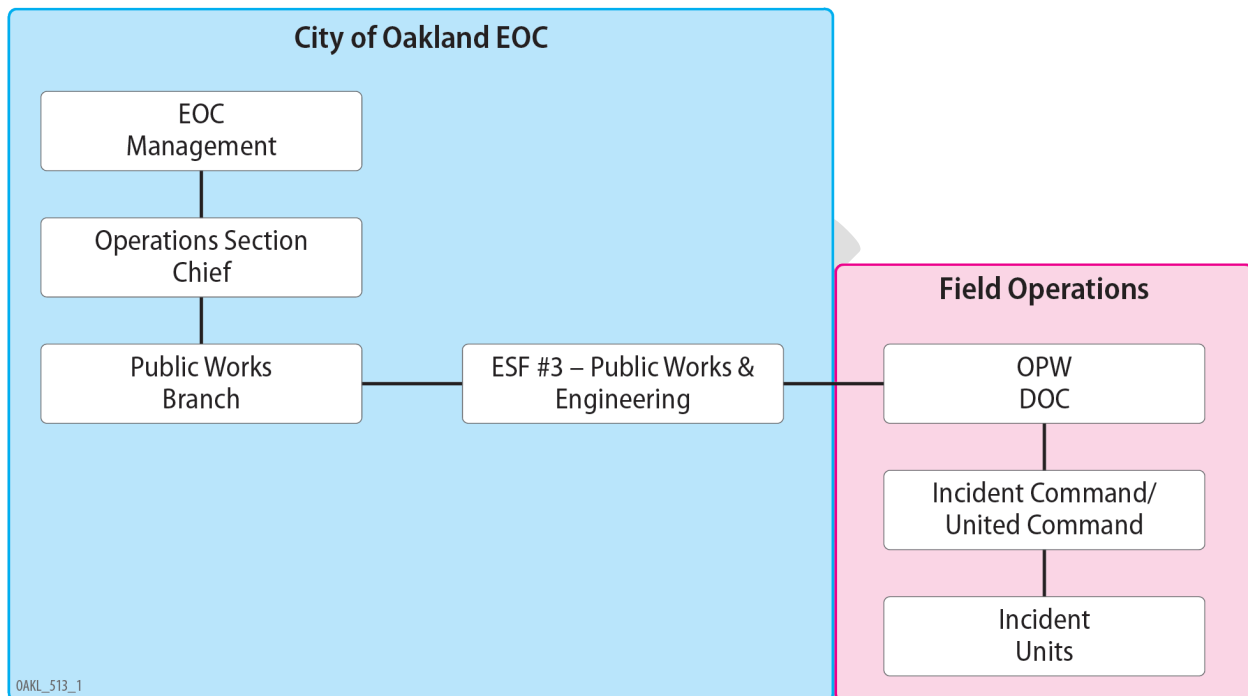 City of Oakland EOC
EOC
Management
Operations Section
Chief
Public Works
Branch
ESF #3 – Public Works &
Engineering
Field Operations
OPW
DOC
Incident Command/
United Command
Incident
Units
OAKL_513_1